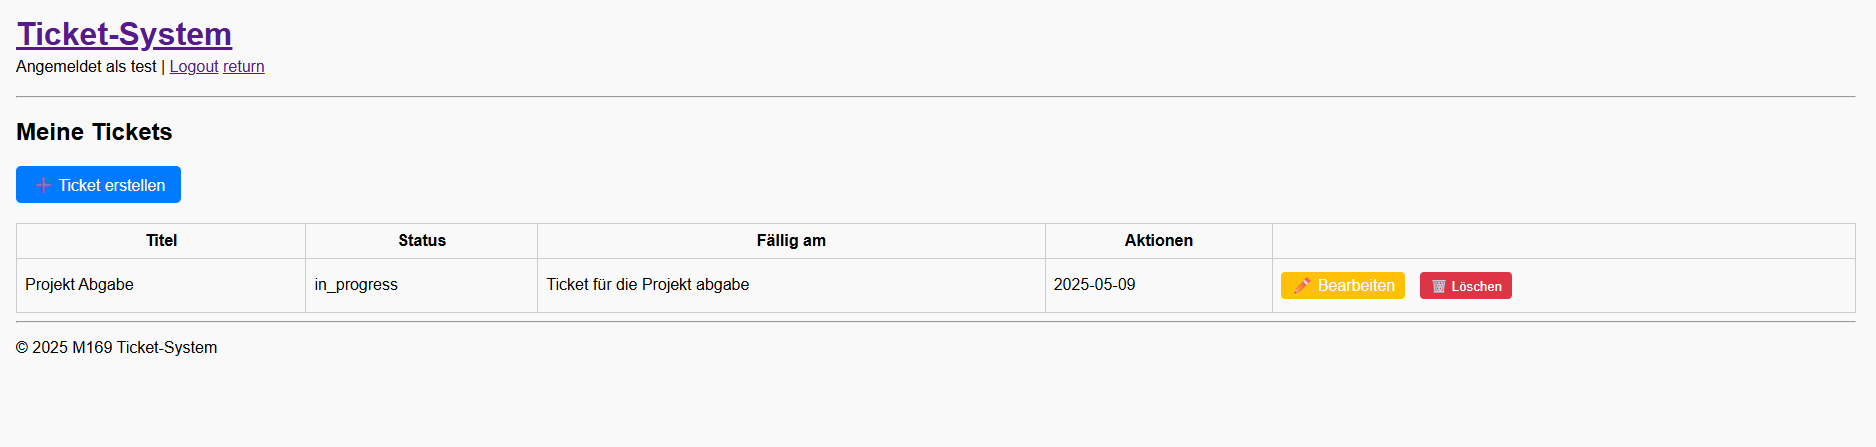 Ticket-System
Angemeldet als test | Logout return
Meine Tickets
➕ Ticket erstellen
Titel Status Fällig am Aktionen
Projekt Abgabe in_progress Ticket für die Projekt abgabe 2025-05-09 ✏️ Bearbeiten 🗑️ Löschen
© 2025 M169 Ticket-System